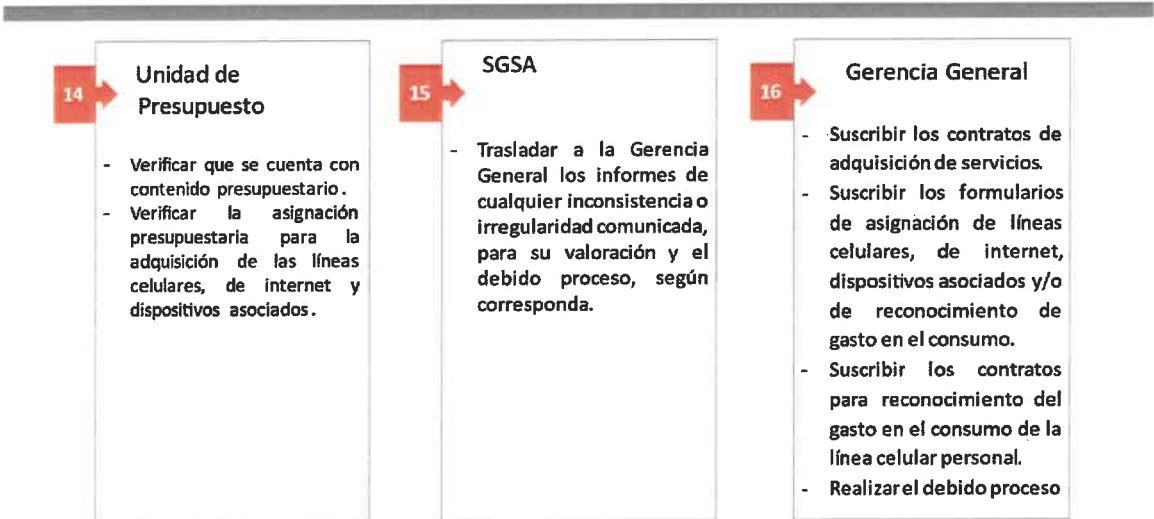 14
Unidad de
Presupuesto
- Verificar que se cuenta con
contenido presupuestario.
- Verificar la asignación
presupuestaria para la
adquisición de las líneas
celulares, de internet y
dispositivos asociados.
15
SGSA
- Trasladar a la Gerencia
General los informes de
cualquier inconsistencia o
irregularidad comunicada,
para su valoración y el
debido proceso, según
corresponda.
16
Gerencia General
- Suscribir los contratos de
adquisición de servicios.
- Suscribir los formularios
de asignación de líneas
celulares, de internet,
dispositivos asociados y/o
de reconocimiento de
gasto en el consumo.
- Suscribir los contratos
para reconocimiento del
gasto en el consumo de la
línea celular personal.
- Realizar el debido proceso